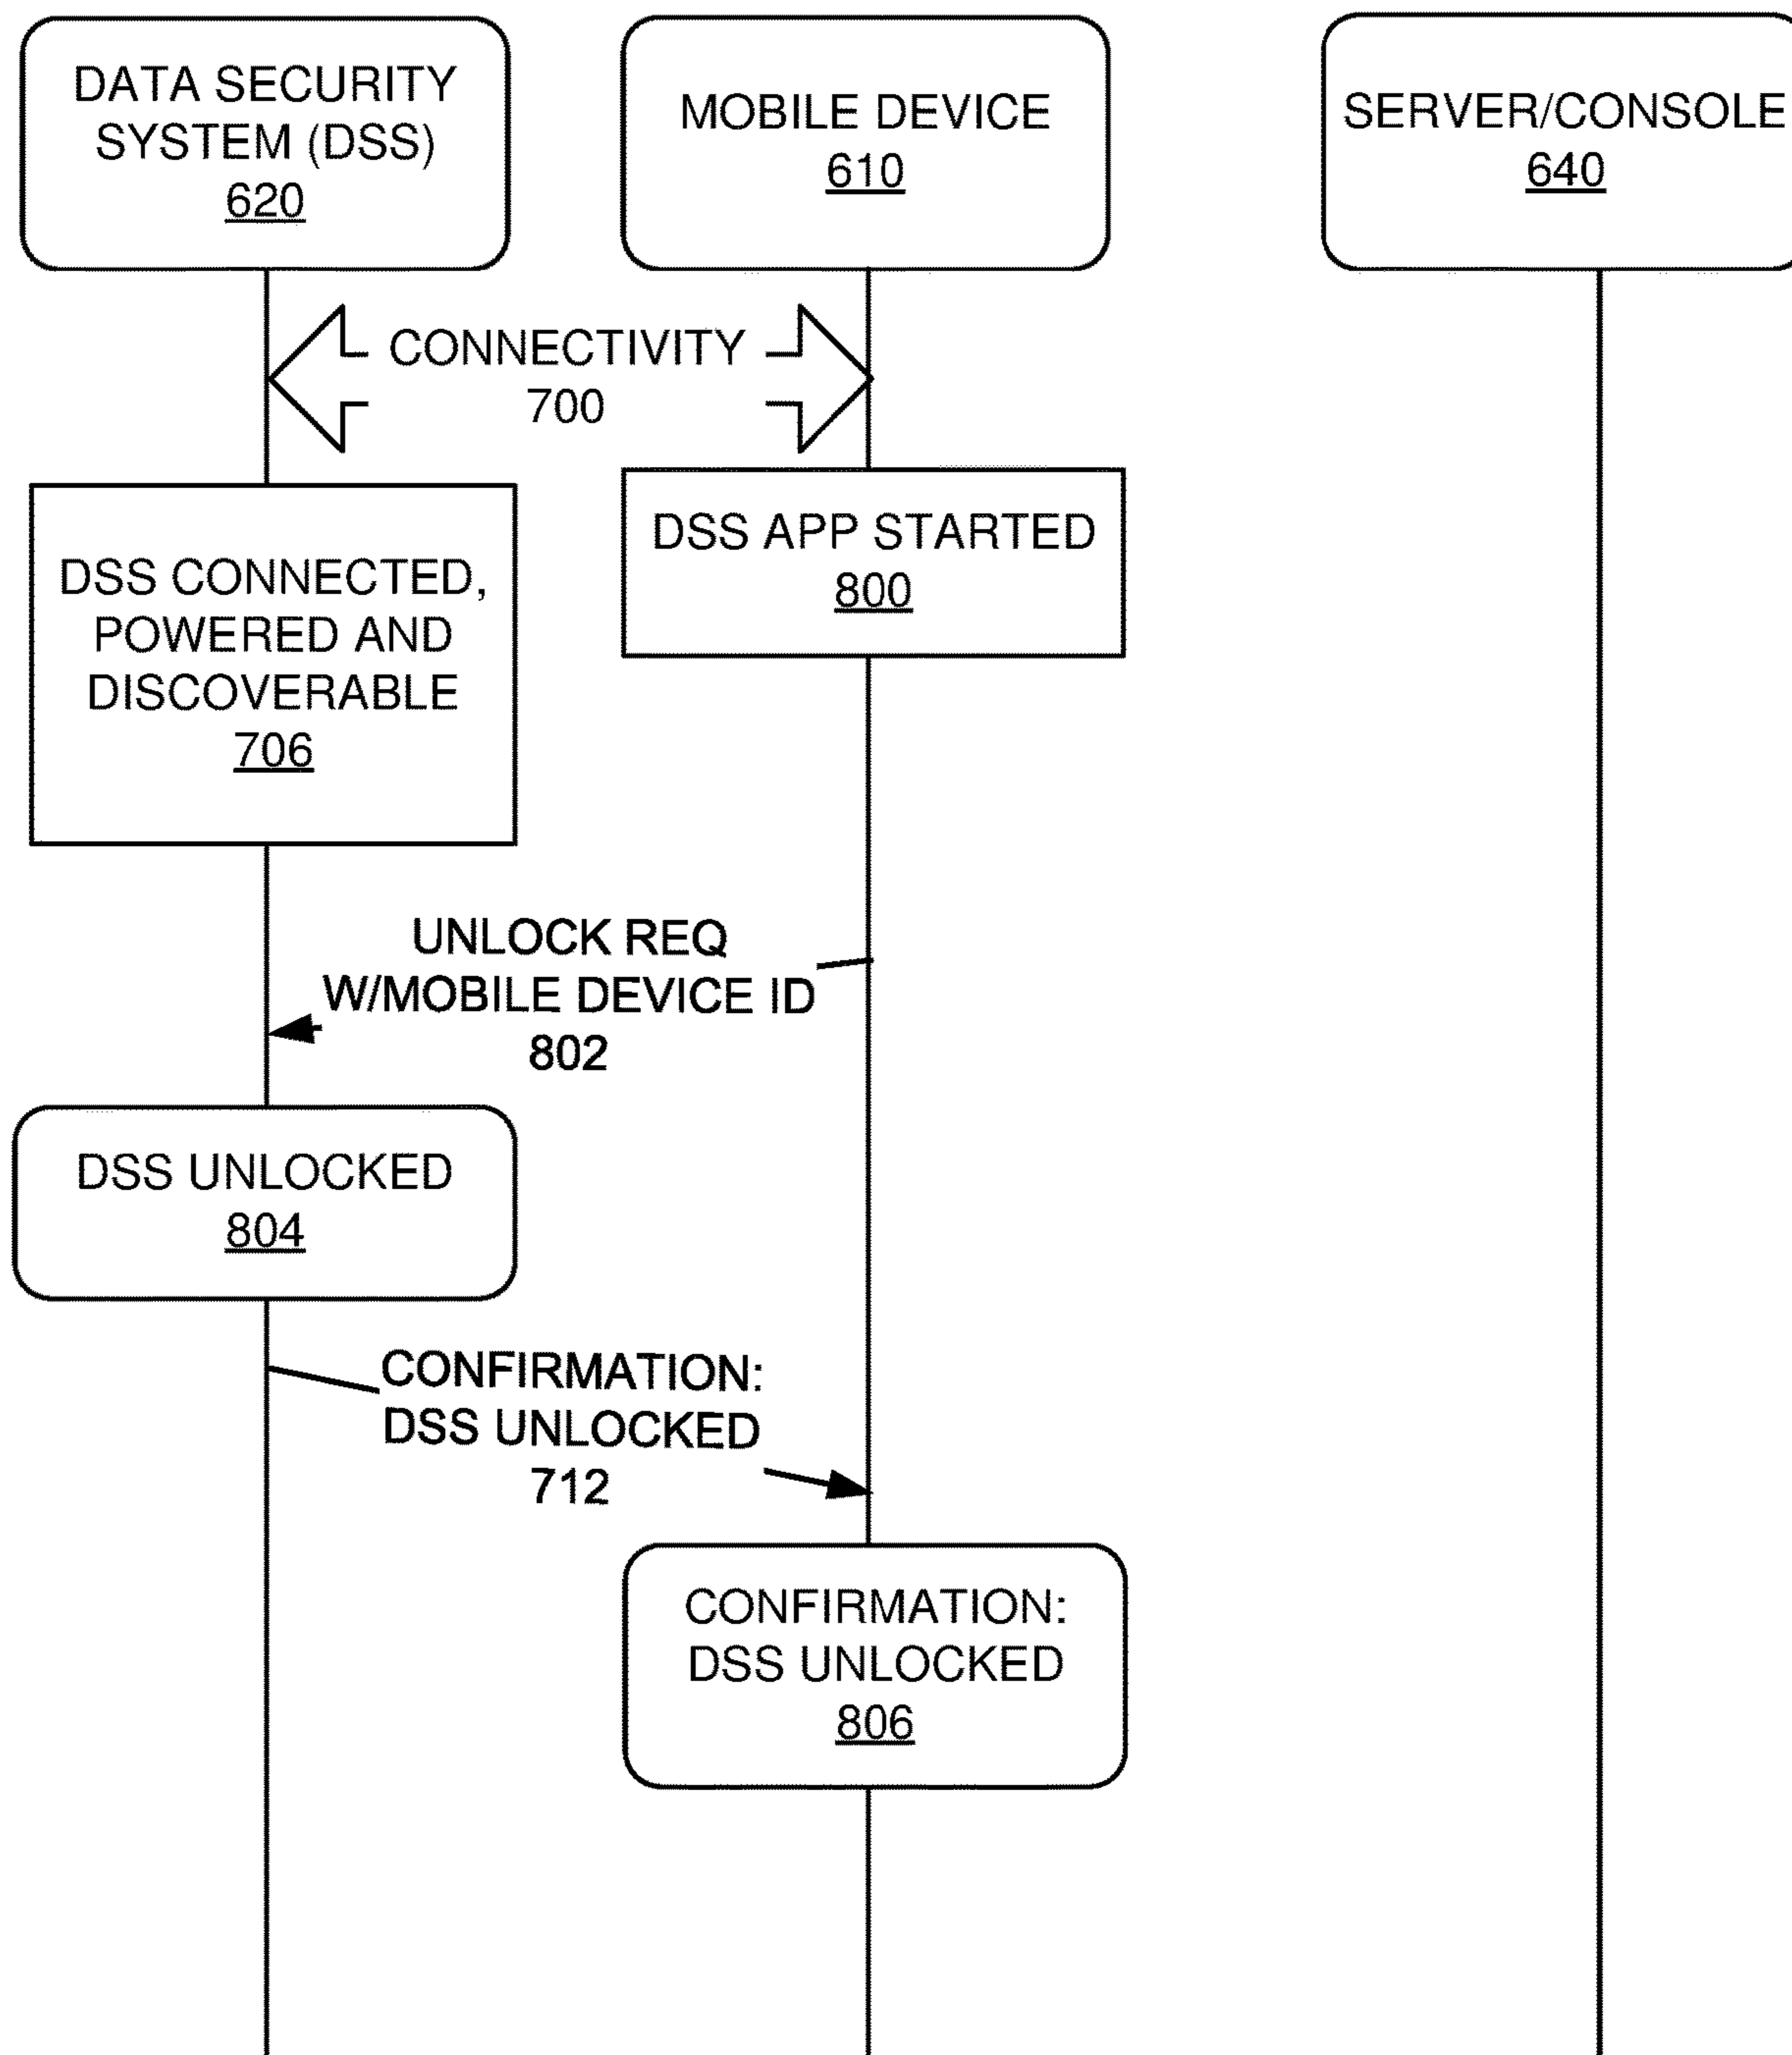 DATA SECURITY
SYSTEM (DSS)
620
MOBILE DEVICE
610
SERVER/CONSOLE
640
CONNECTIVITY
700
DSS APP STARTED
800
DSS CONNECTED,
POWERED AND
DISCOVERABLE
706
UNLOCK REQ
W/MOBILE DEVICE ID
802
DSS UNLOCKED
804
CONFIRMATION:
DSS UNLOCKED
712
CONFIRMATION:
DSS UNLOCKED
806